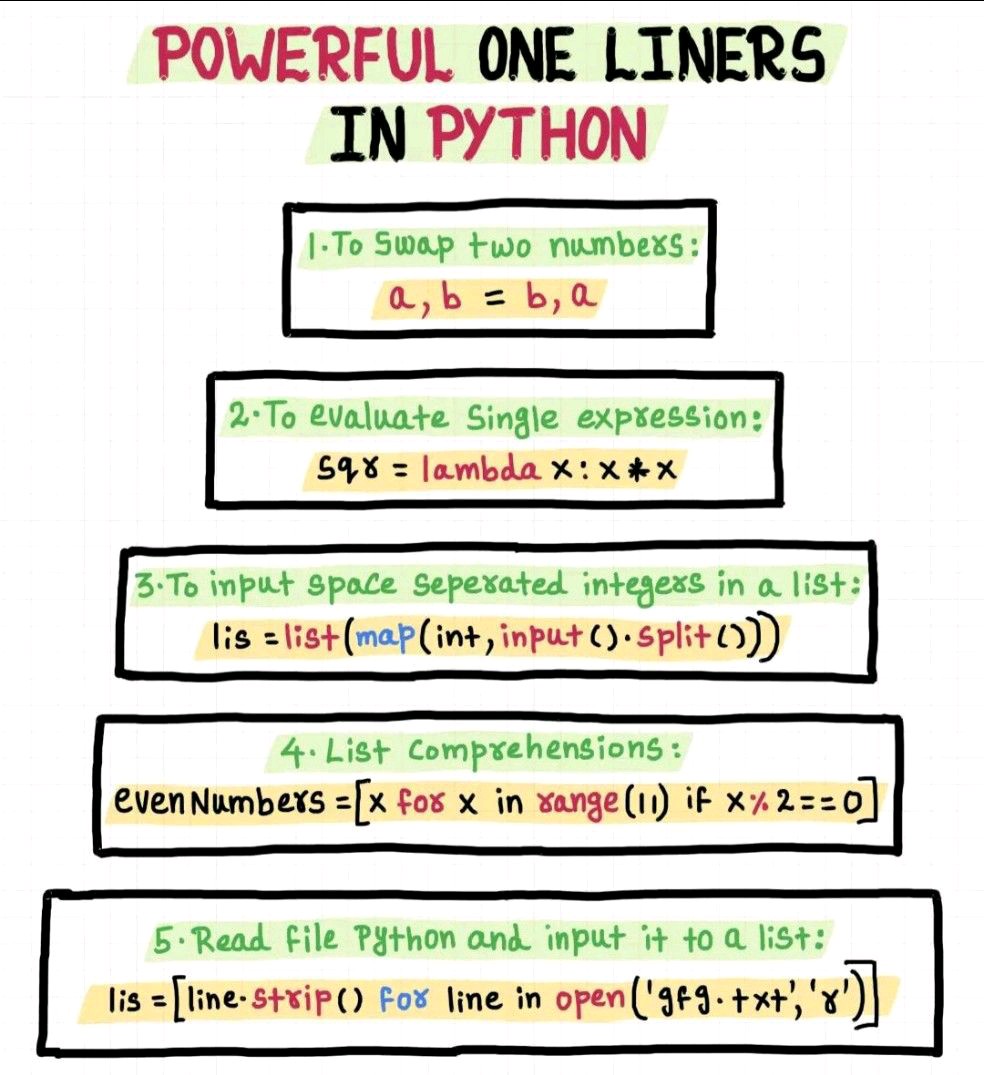 POWERFUL ONE LINERS
IN PYTHON
1.To Swap two numbers:
a, b = b, a
2.To evaluate Single expression:
sqr = lambda x: x * x
3.To input space seperated integers in a list:
lis = list(map(int, input().split()))
4. List Comprehensions:
evenNumbers = [x for x in range(11) if x % 2==0]
5. Read file Python and input it to a list:
lis = [line.strip() for line in open('gfg.txt', 'r')]